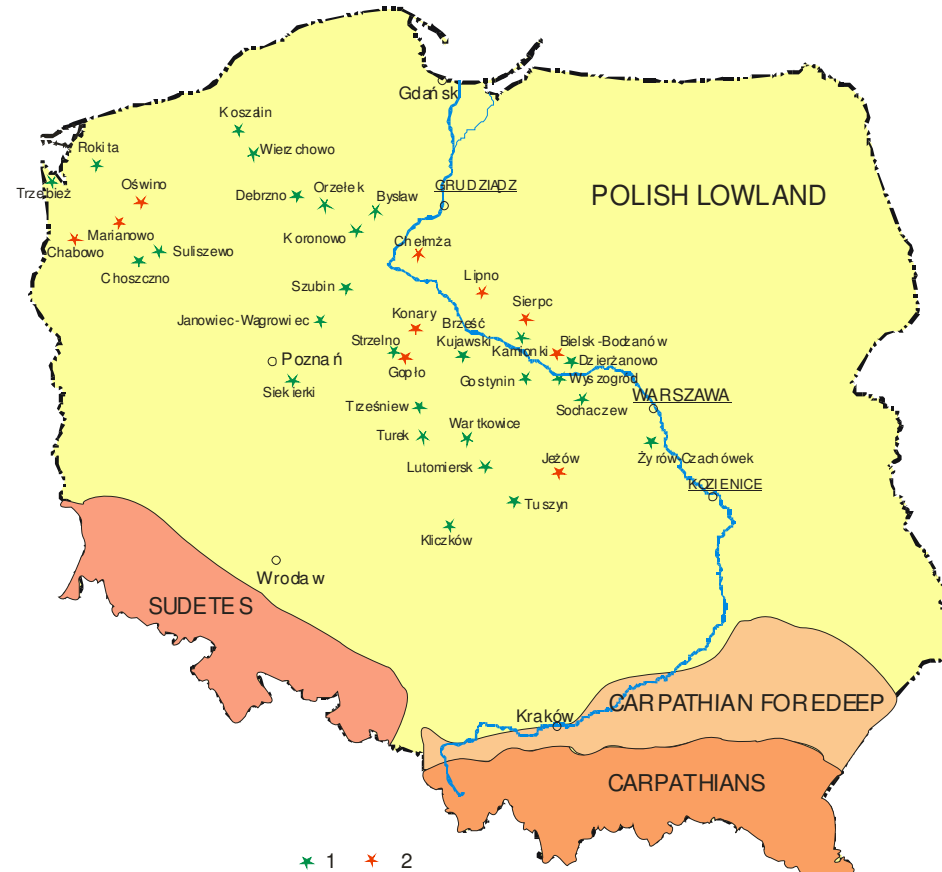 Gdańsk
Koszalin
Wierzchowo
Rokita
Trzebież
Oświno
Debrzno
Orzełek
Bysław
GRUDZIĄDZ
POLISH LOWLAND
Marianowo
Koronowo
Chełmża
Chabowo
Suliszewo
Choszczno
Lipno
Szubin
Sierpc
Konary
Janowiec-Wągrowiec
Brześć
Kujawski
Strzelno
Kamionki
Bielsk-Bodzanów
Dzierżanowo
Poznań
Gopło
Gostynin
Wyszogród
Siekierki
WARSZAWA
Sochaczew
Trześniew
Turek
Wartkowice
Żyrów-Czachówek
Lutomiersk
Jeżów
KOZIENICE
Tuszyn
Kliczków
Wrodaw
SUDETES
CARPATHIAN FOREDEEP
Kraków
CARPATHIANS
1 2